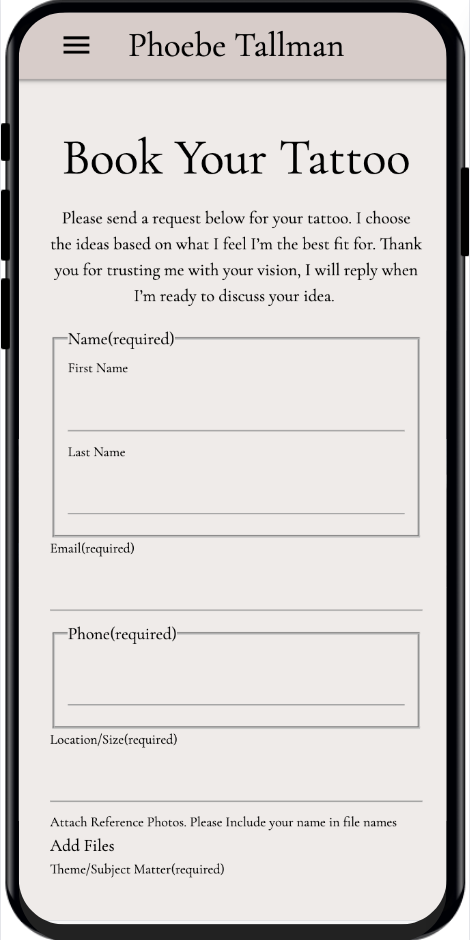 Phoebe Tallman
Book Your Tattoo
Please send a request below for your tattoo. I choose
the ideas based on what I feel I'm the best fit for. Thank
you for trusting me with your vision, I will reply when
I'm ready to discuss your idea.
Name(required)
First Name
Last Name
Email(required)
Phone(required)
Location/Size(required)
Attach Reference Photos. Please Include your name in file names
Add Files
Theme/Subject Matter(required)